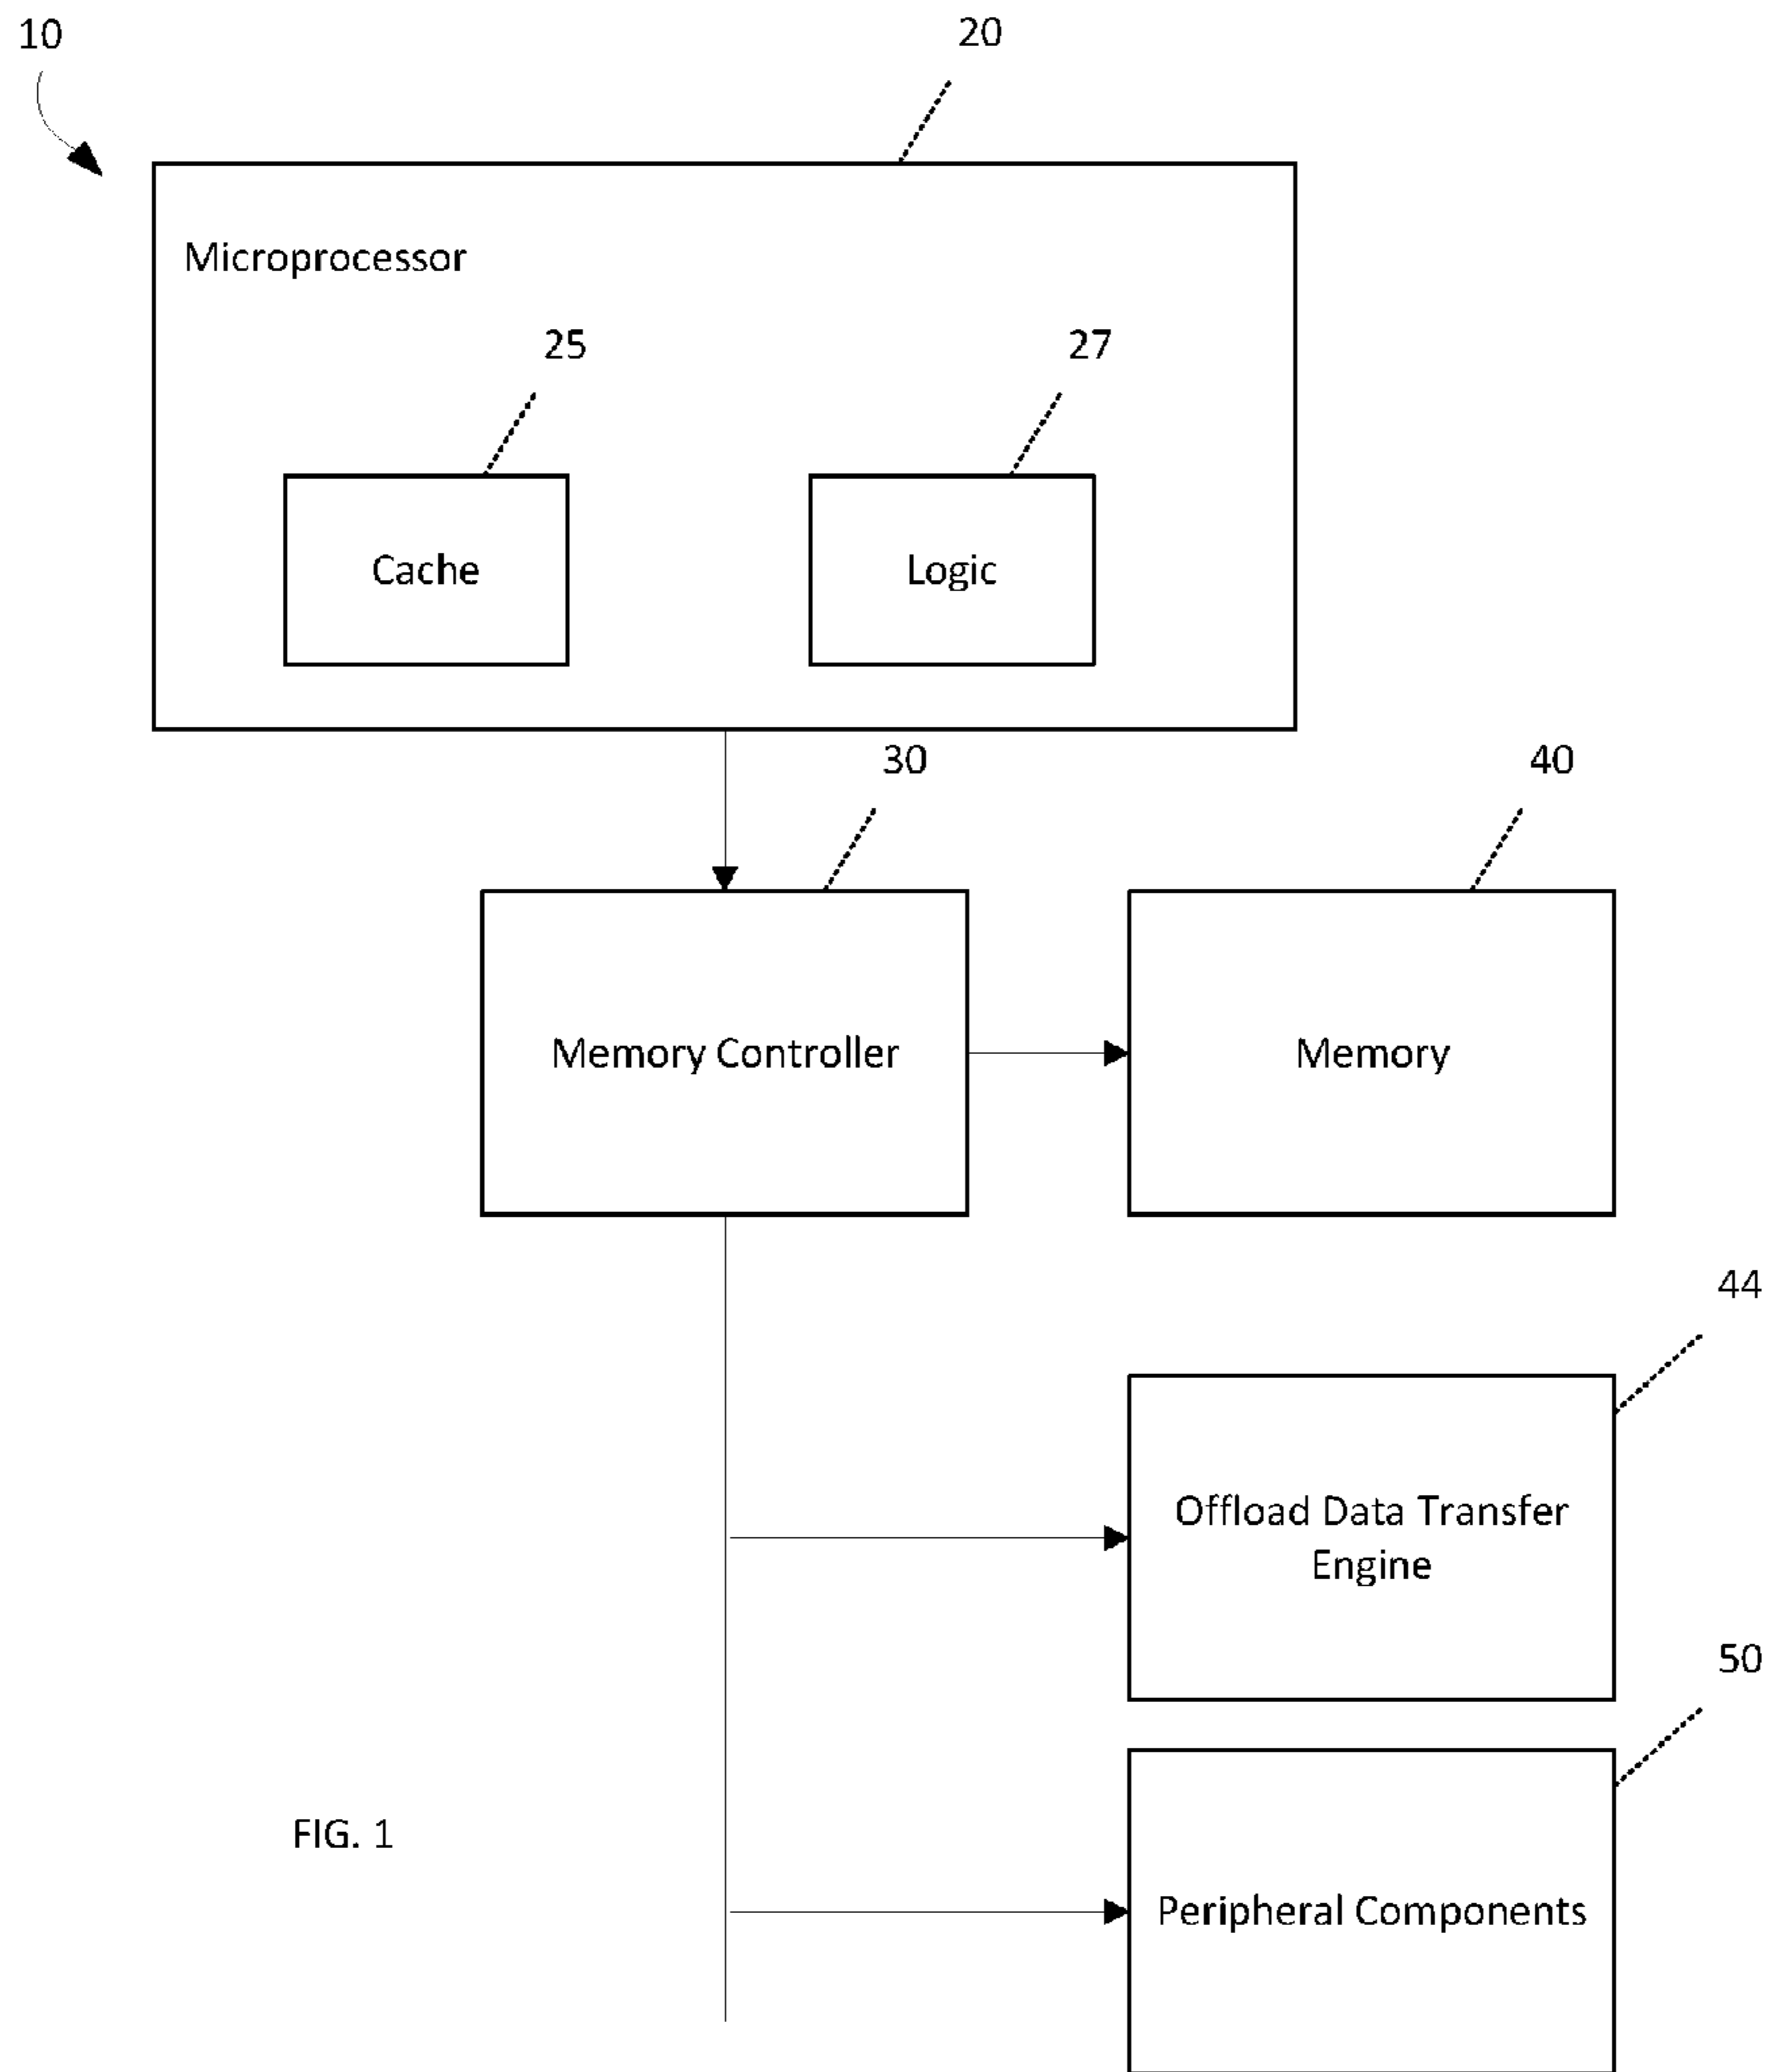 10
20
Microprocessor
25
27
Cache
Logic
30
40
Memory Controller
Memory
44
Offload Data Transfer
Engine
50
FIG. 1
Peripheral Components